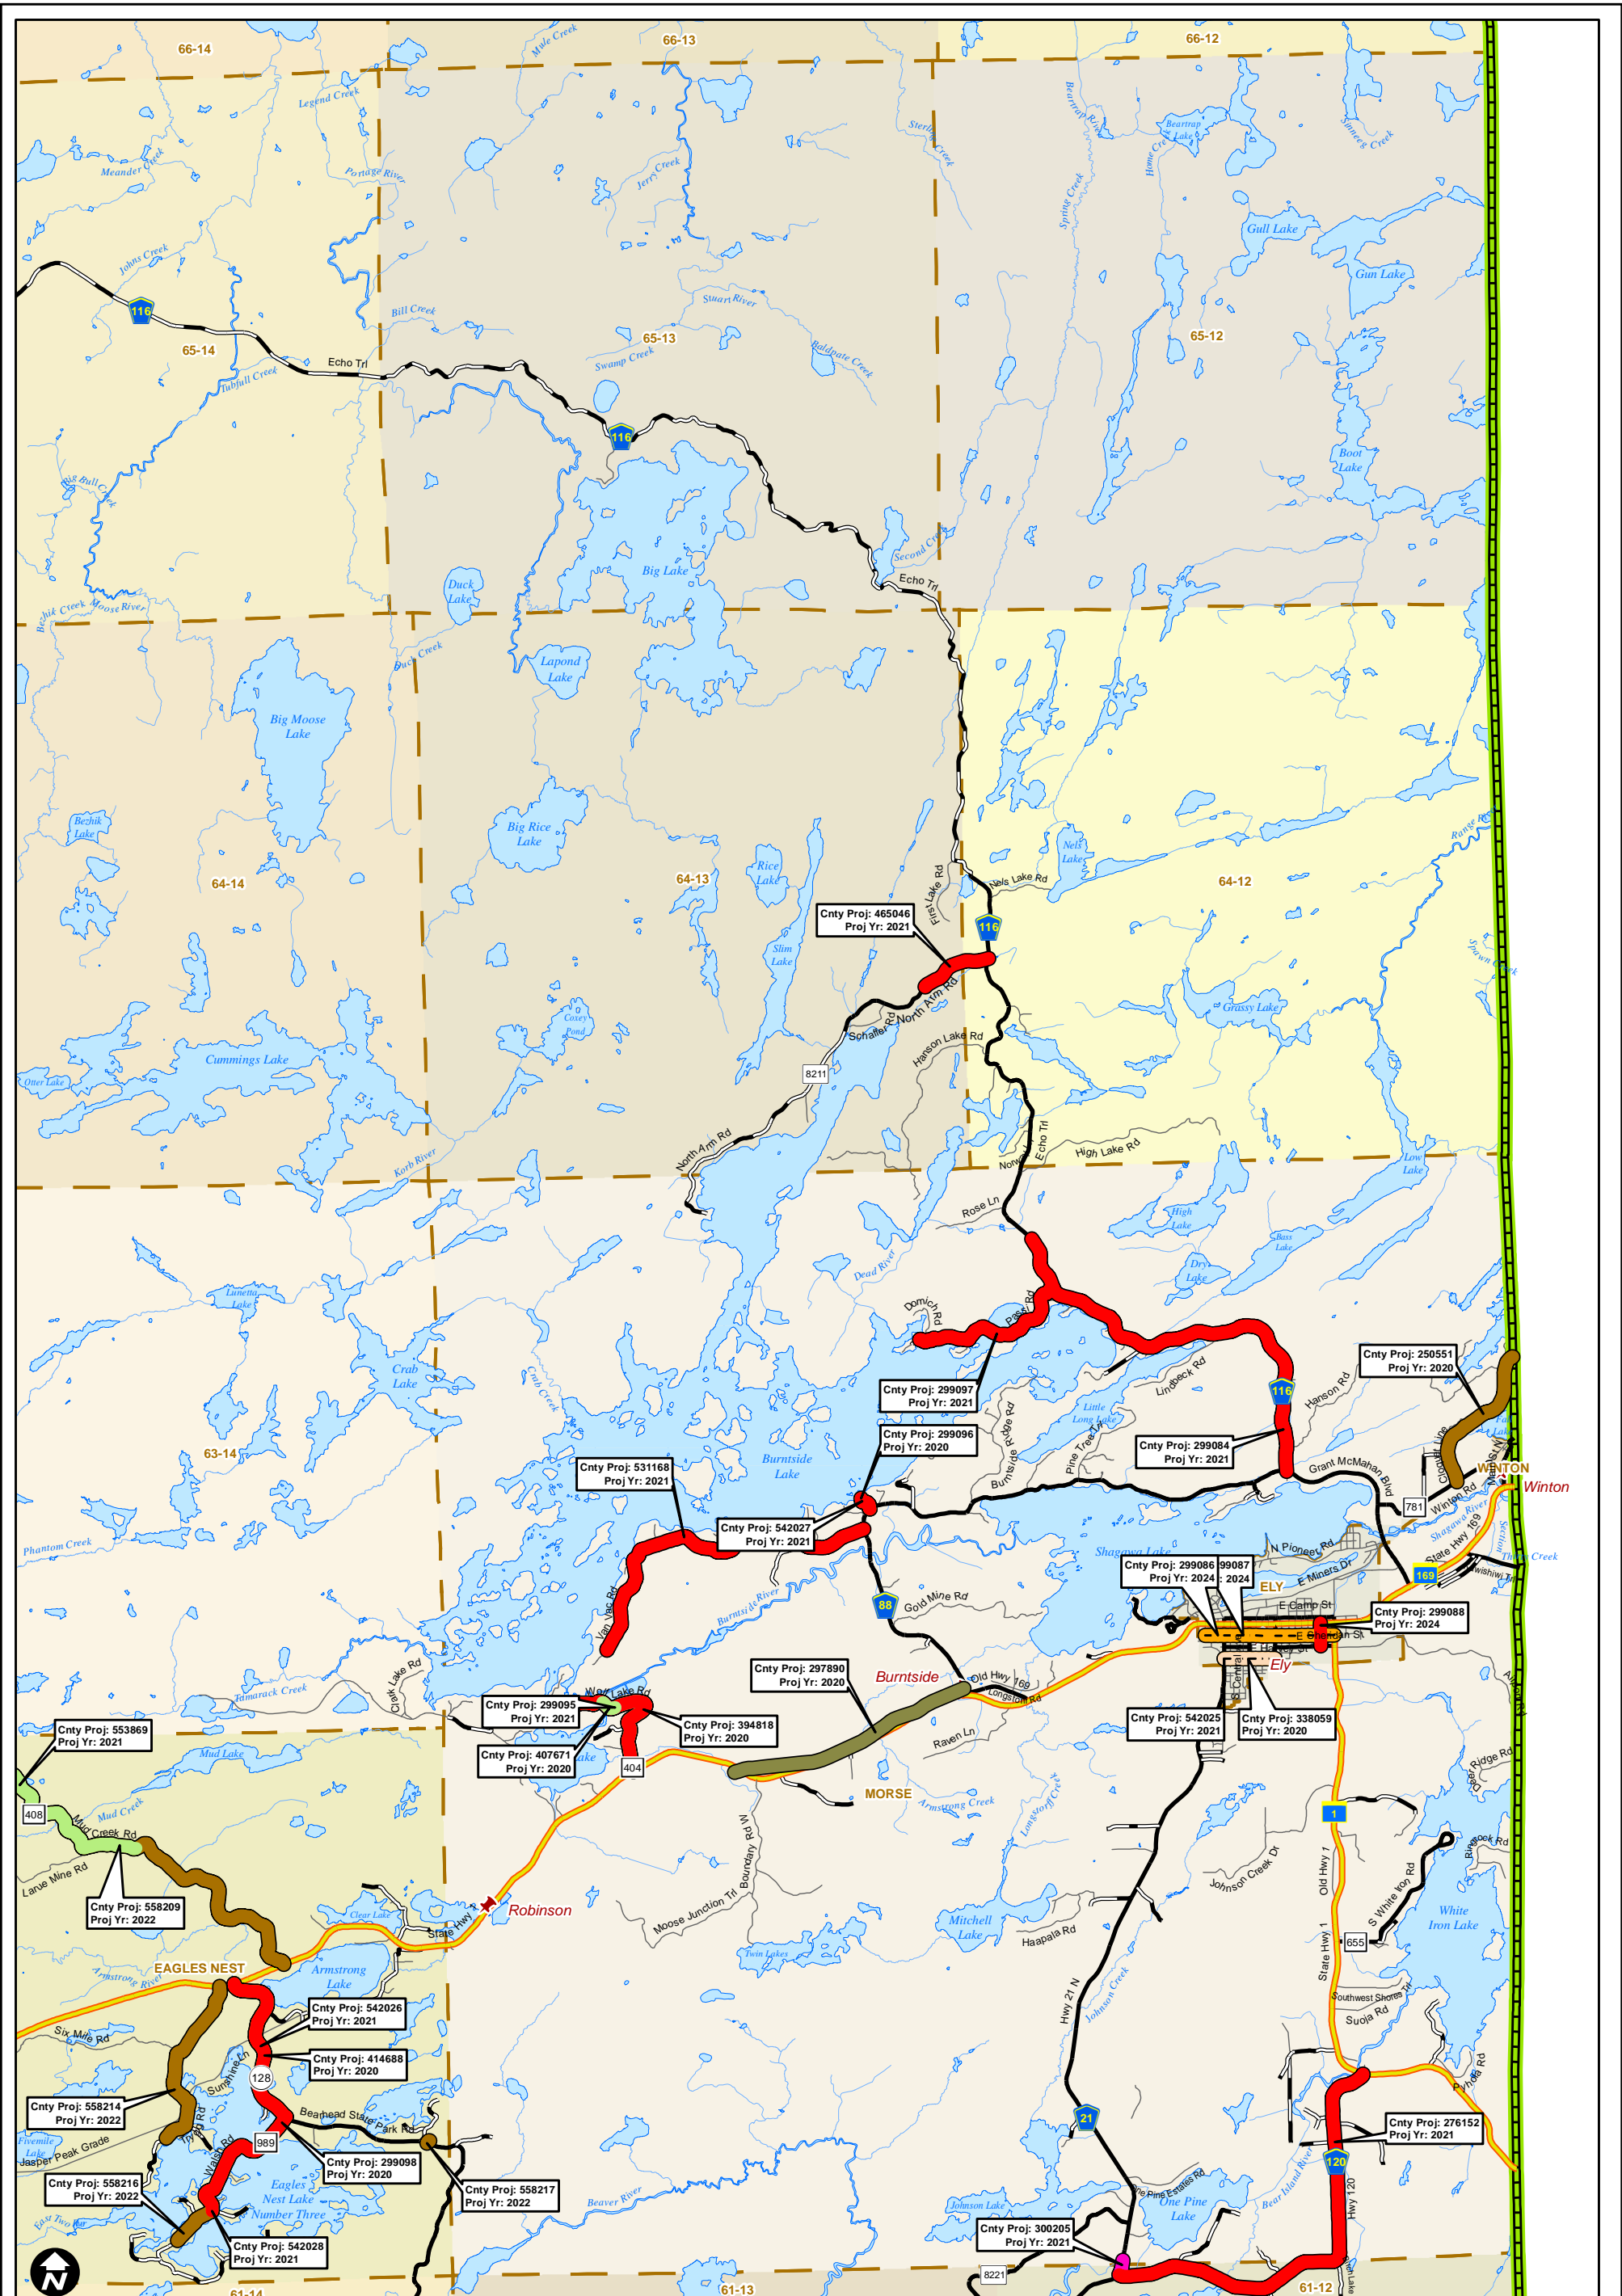 66-14
66-13
66-12
Mule Creek
Legend Creek
Meander Creek
Portage River
Jerry Creek
Sterling Creek
Beartrap River
Home Creek
Beartrap Lake
Sinneeg Creek
Spring Creek
Gull Lake
Gun Lake
Johns Creek
116
65-14
Bill Creek
Stuart River
65-13
65-12
Echo Trl
Swamp Creek
Baldpate Creek
Tubfull Creek
116
Big Bull Creek
Boot Lake
Second Creek
Big Lake
Duck Lake
Echo Trl
Bezhik Creek
Moose River
Duck Creek
Lapond Lake
Big Moose Lake
Bezhik Lake
Big Rice Lake
Rice Lake
Nels Lake
Range
64-14
64-13
64-12
First Lake Rd
Nels Lake Rd
Cnty Proj: 465046
Proj Yr: 2021
116
Slim Lake
North Arm Rd
Schaffer Rd
Coxey Pond
Grassy Lake
Hanson Lake Rd
Cummings Lake
Otter Lake
8211
North Arm Rd
Korb River
Echo Trl
High Lake Rd
Low Lake
Rose Ln
High Lake
Bass Lake
Dry Lake
Dead River
Lunetta Lake
Domich Rd
Passi Rd
Crab Lake
Crab Creek
Lindbeck Rd
Cnty Proj: 250551
Proj Yr: 2020
Cnty Proj: 299097
Proj Yr: 2021
116
Hanson Rd
Little Long Lake
Burntside Ridge Rd
Pine Tree Trl
Cnty Proj: 299096
Proj Yr: 2020
Cnty Proj: 299084
Proj Yr: 2021
63-14
Burntside Lake
Cnty Proj: 531168
Proj Yr: 2021
Grant McMahan Blvd
Cloquet Line
WINTON
Winton
Winton Rd
781
Cnty Proj: 542027
Proj Yr: 2021
Shagawa River
State Hwy 169
Section
Phantom Creek
Shagawa Lake
N Pioneer Rd
E Miners Dr
169
Cnty Proj: 299086
Proj Yr: 2024
99087
: 2024
ELY
E Camp St
Van Vac Rd
Burntside River
88
Gold Mine Rd
Cnty Proj: 299088
Proj Yr: 2024
E Sheridan St
E Harvey St
Ely
S Central
Clark Lake Rd
Tamarack Creek
Wolf Lake Rd
Cnty Proj: 297890
Proj Yr: 2020
Burntside
Old Hwy 169
Longstorff Rd
Cnty Proj: 299095
Proj Yr: 2021
Cnty Proj: 394818
Proj Yr: 2020
Raven Ln
Cnty Proj: 542025
Proj Yr: 2021
Cnty Proj: 338059
Proj Yr: 2020
Cnty Proj: 553869
Proj Yr: 2021
Mud Lake
Cnty Proj: 407671
Proj Yr: 2020
404
MORSE
Deer Ridge Rd
408
Mud Creek
Mud Creek Rd
Armstrong Creek
Longstorff Creek
1
Larue Mine Rd
Boundary Rd W
Johnson Creek Dr
Old Hwy 1
S White Iron Rd
Cnty Proj: 558209
Proj Yr: 2022
Clear Lake
Robinson
State Hwy
Moose Junction Trl
Mitchell Lake
Haapala Rd
White Iron Lake
Twin Lakes
655
State Hwy 1
EAGLES NEST
Armstrong River
Armstrong Lake
Johnson Creek
Hwy 21 N
Southwest Shores Trl
Suoja Rd
Cnty Proj: 542026
Proj Yr: 2021
Six Mile Rd
Sunshine Ln
Cnty Proj: 414688
Proj Yr: 2020
128
Pyhala Rd
Cnty Proj: 558214
Proj Yr: 2022
Bearhead State Park Rd
21
Cnty Proj: 276152
Proj Yr: 2021
Fivemile Lake
Jasper Peak Grade
Walsh Rd
989
Cnty Proj: 299098
Proj Yr: 2020
120
Cnty Proj: 558216
Proj Yr: 2022
Eagles Nest Lake Number Three
Cnty Proj: 558217
Proj Yr: 2022
Beaver River
Johnson Lake
One Pine Estates Rd
One Pine Lake
Bear Island River
Hwy 120
East Two
Cnty Proj: 542028
Proj Yr: 2021
Cnty Proj: 300205
Proj Yr: 2021
8221
N
61-14
61-13
61-12